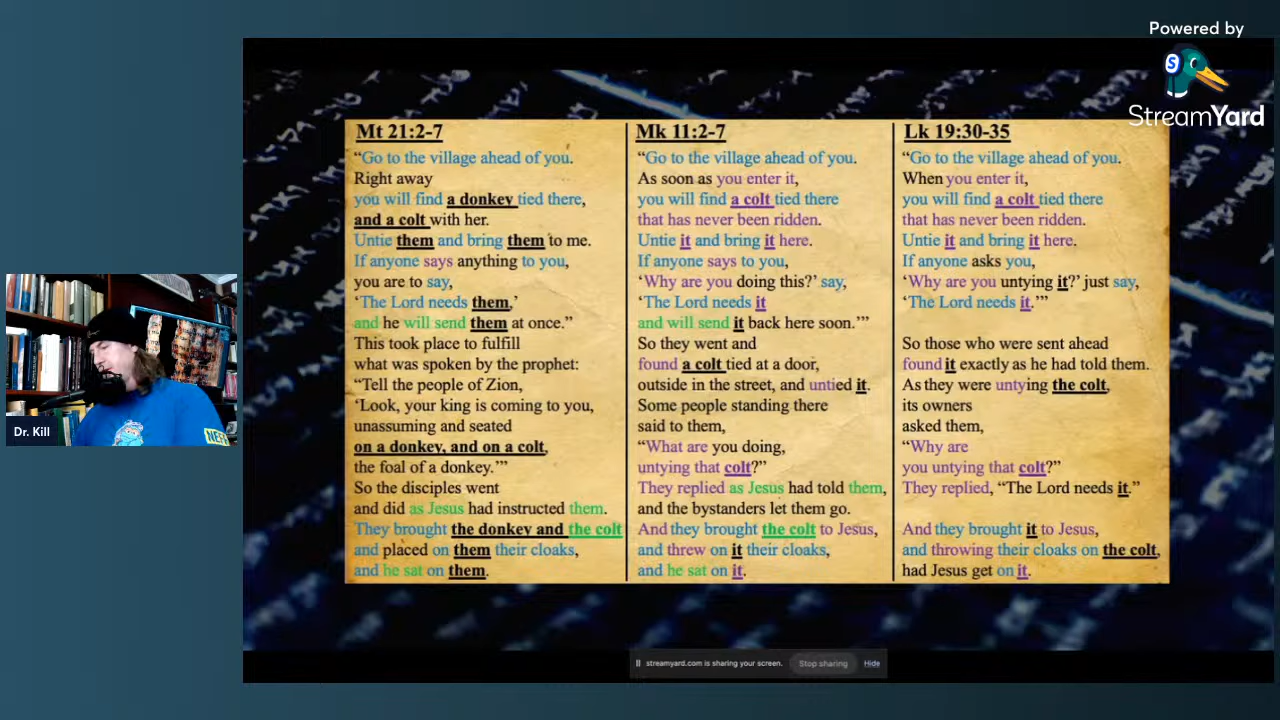 Powered by
StreamYard
Mt 21:2-7
“Go to the village ahead of you.
Right away
you will find a donkey tied there,
and a colt with her.
Untie them and bring them to me.
If anyone says anything to you,
you are to say,
‘The Lord needs them,’
and he will send them at once.”
This took place to fulfill
what was spoken by the prophet:
“Tell the people of Zion,
‘Look, your king is coming to you,
unassuming and seated
on a donkey, and on a colt,
the foal of a donkey.’”
So the disciples went
and did as Jesus had instructed them.
They brought the donkey and the colt
and placed on them their cloaks,
and he sat on them.
Mk 11:2-7
“Go to the village ahead of you.
As soon as you enter it,
you will find a colt tied there
that has never been ridden.
Untie it and bring it here.
If anyone says to you,
‘Why are you doing this?’ say,
‘The Lord needs it
and will send it back here soon.’”
So they went and
found a colt tied at a door,
outside in the street, and untied it.
Some people standing there
said to them,
“What are you doing,
untying that colt?”
They replied as Jesus had told them,
and the bystanders let them go.
And they brought the colt to Jesus,
and threw on it their cloaks,
and he sat on it.
Lk 19:30-35
“Go to the village ahead of you.
When you enter it,
you will find a colt tied there
that has never been ridden.
Untie it and bring it here.
If anyone asks you,
‘Why are you untying it?’ just say,
‘The Lord needs it.’”
So those who were sent ahead
found it exactly as he had told them.
As they were untying the colt,
its owners
asked them,
“Why are
you untying that colt?”
They replied, “The Lord needs it.”
And they brought it to Jesus,
and throwing their cloaks on the colt,
had Jesus get on it.
Dr. Kill
streamyard.com is sharing your screen.
Stop sharing
Hide